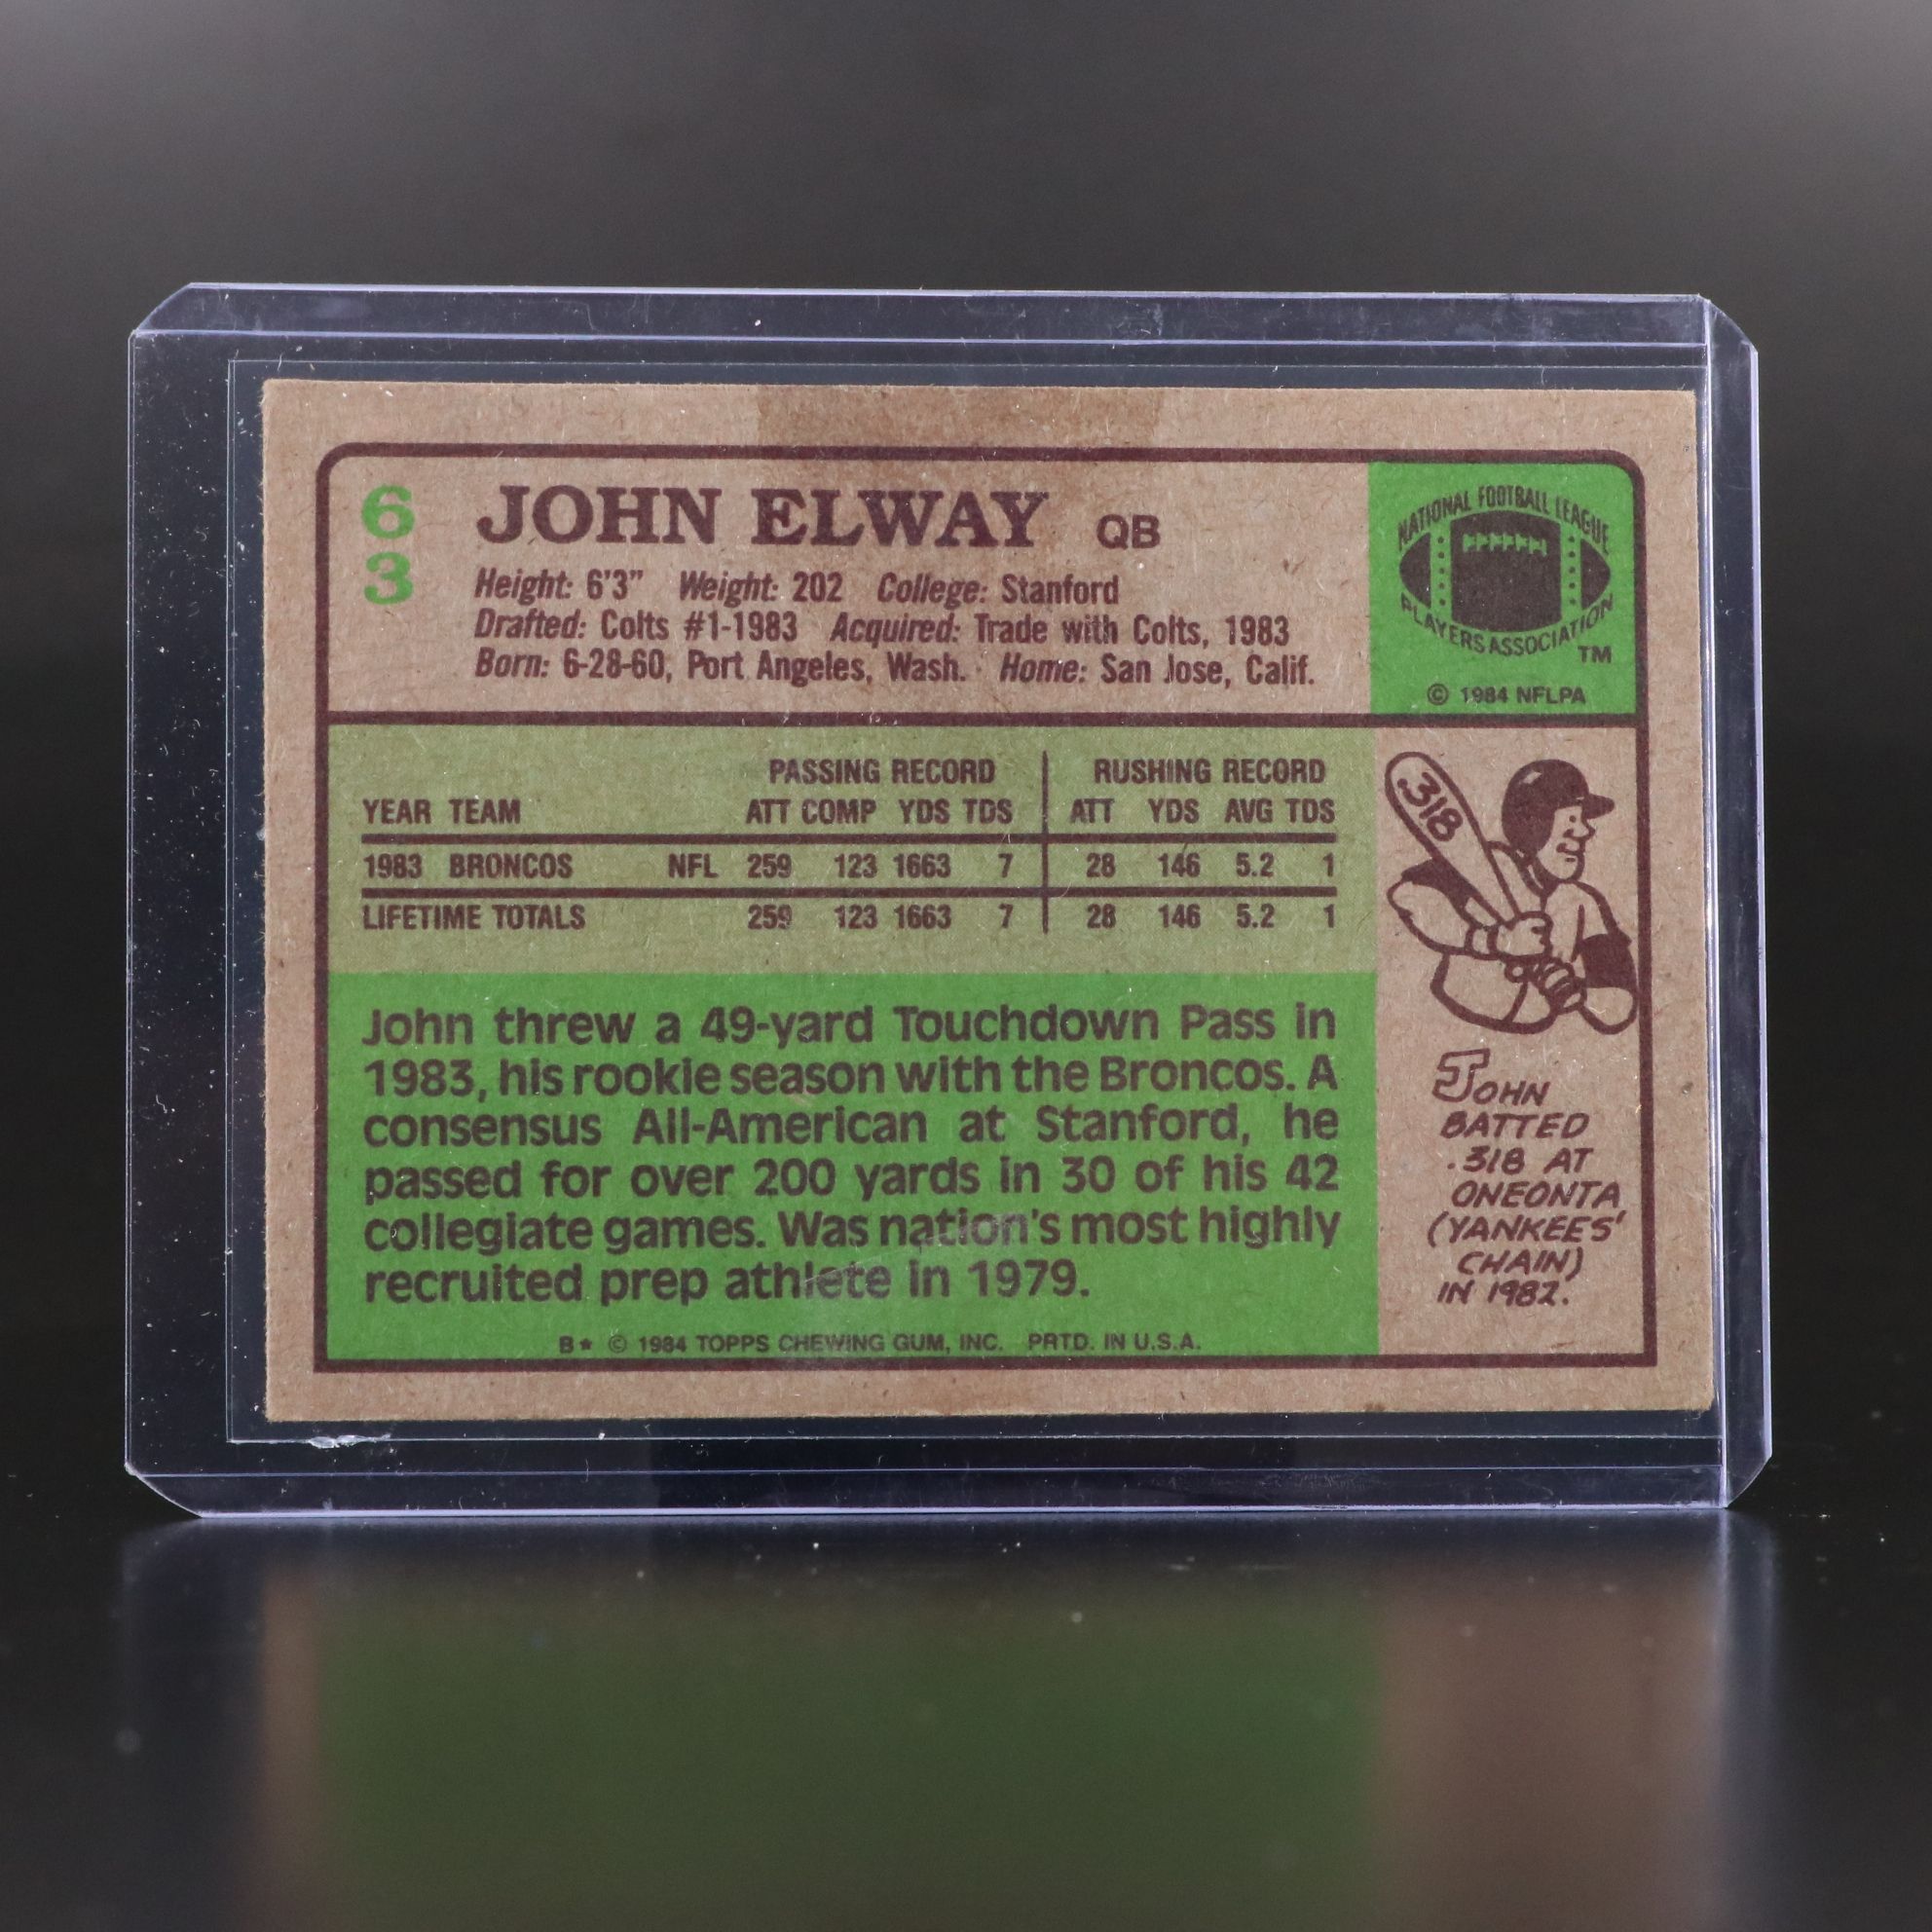 6
3
JOHN ELWAY QB
Height: 6'3" Weight: 202 College: Stanford
Drafted: Colts #1-1983 Acquired: Trade with Colts, 1983
Born: 6-28-60, Port Angeles, Wash. Home: San Jose, Calif.
NATIONAL FOOTBALL LEAGUE
PLAYERS ASSOCIATION
TM
© 1984 NFLPA
PASSING RECORD RUSHING RECORD
YEAR TEAM ATT COMP YDS TDS ATT YDS AVG TDS
1983 BRONCOS NFL 259 123 1663 7 28 146 5.2 1
LIFETIME TOTALS 259 123 1663 7 28 146 5.2 1
John threw a 49-yard Touchdown Pass in
1983, his rookie season with the Broncos. A
consensus All-American at Stanford, he
passed for over 200 yards in 30 of his 42
collegiate games. Was nation's most highly
recruited prep athlete in 1979.
B* © 1984 TOPPS CHEWING GUM, INC. PRTD. IN U.S.A.
.318
JOHN
BATTED
.318 AT
ONEONTA
(YANKEES'
CHAIN)
IN 1982.